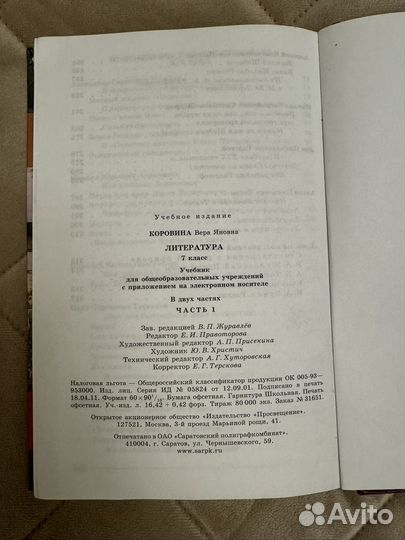 Учебное издание
КОРОВИНА Вера Яновна
ЛИТЕРАТУРА
7 класс
Учебник
для общеобразовательных учреждений
с приложением на электронном носителе
В двух частях
ЧАСТЬ 1
Зав. редакцией В. П. Журавлёв
Редактор Е. И. Правоторова
Художественный редактор А. П. Присекина
Художник Ю. В. Христич
Технический редактор А. Г. Хуторовская
Корректор Е. Г. Терскова
Налоговая льгота — Общероссийский классификатор продукции ОК 005-93—
953000. Изд. лиц. Серия ИД № 05824 от 12.09.01. Подписано в печать
18.04.11. Формат 60×90¹/₁₆. Бумага офсетная. Гарнитура Школьная. Печать
офсетная. Уч.-изд. л. 16,42 + 0,42 форз. Тираж 80 000 экз. Заказ № 31651.
Открытое акционерное общество «Издательство «Просвещение».
127521, Москва, 3-й проезд Марьиной рощи, 41.
Отпечатано в ОАО «Саратовский полиграфкомбинат».
410004, г. Саратов, ул. Чернышевского, 59.
www.sarpk.ru
Avito